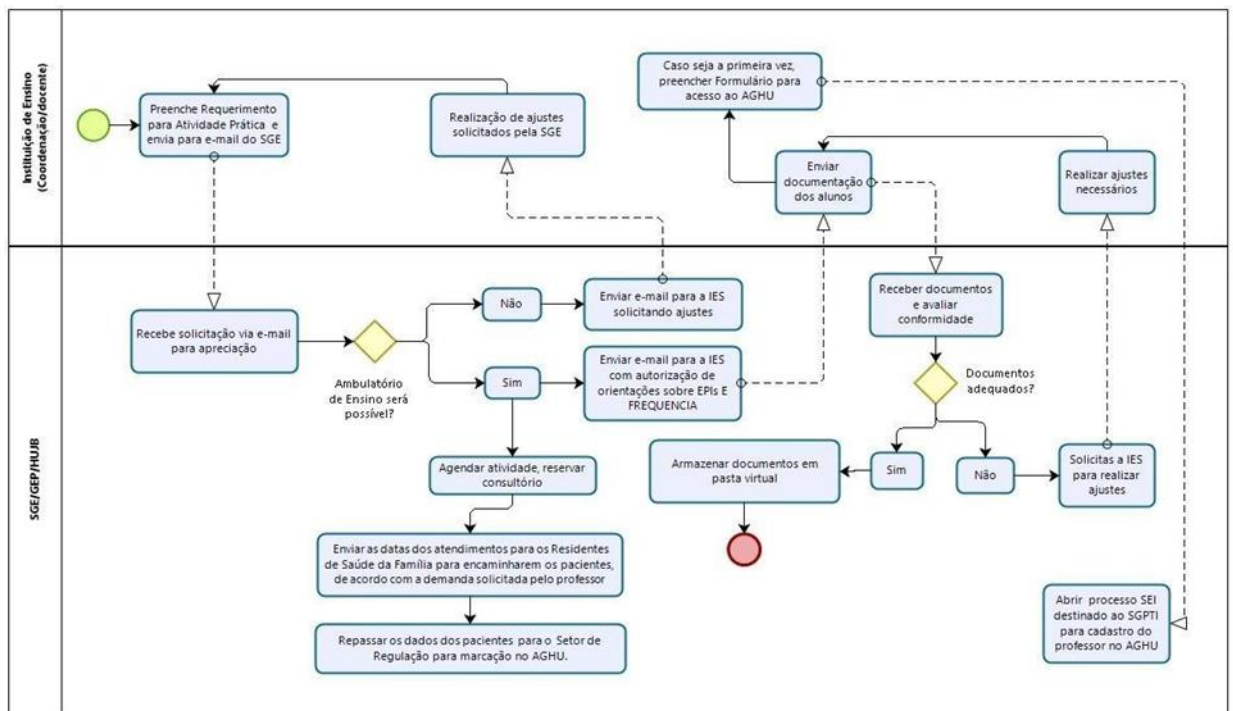 Instituição de Ensino
(Coordenação/docente)
Preenche Requerimento
para Atividade Prática e
envia para e-mail do SGE
Realização de ajustes
solicitados pela SGE
Caso seja a primeira vez,
preencher Formulário para
acesso ao AGHU
Enviar
documentação
dos alunos
Realizar ajustes
necessários
SGE/GEP/HUJB
Recebe solicitação via e-mail
para apreciação
Ambulatório
de Ensino será
possível?
Não
Enviar e-mail para a IES
solicitando ajustes
Sim
Enviar e-mail para a IES
com autorização de
orientações sobre EPIs E
FREQUENCIA
Agendar atividade, reservar
consultório
Enviar as datas dos atendimentos para os Residentes
de Saúde da Família para encaminharem os pacientes,
de acordo com a demanda solicitada pelo professor
Repassar os dados dos pacientes para o Setor de
Regulação para marcação no AGHU.
Receber documentos
e avaliar
conformidade
Documentos
adequados?
Sim
Armazenar documentos em
pasta virtual
Não
Solicitas a IES
para realizar
ajustes
Abrir processo SEI
destinado ao SGPTI
para cadastro do
professor no AGHU